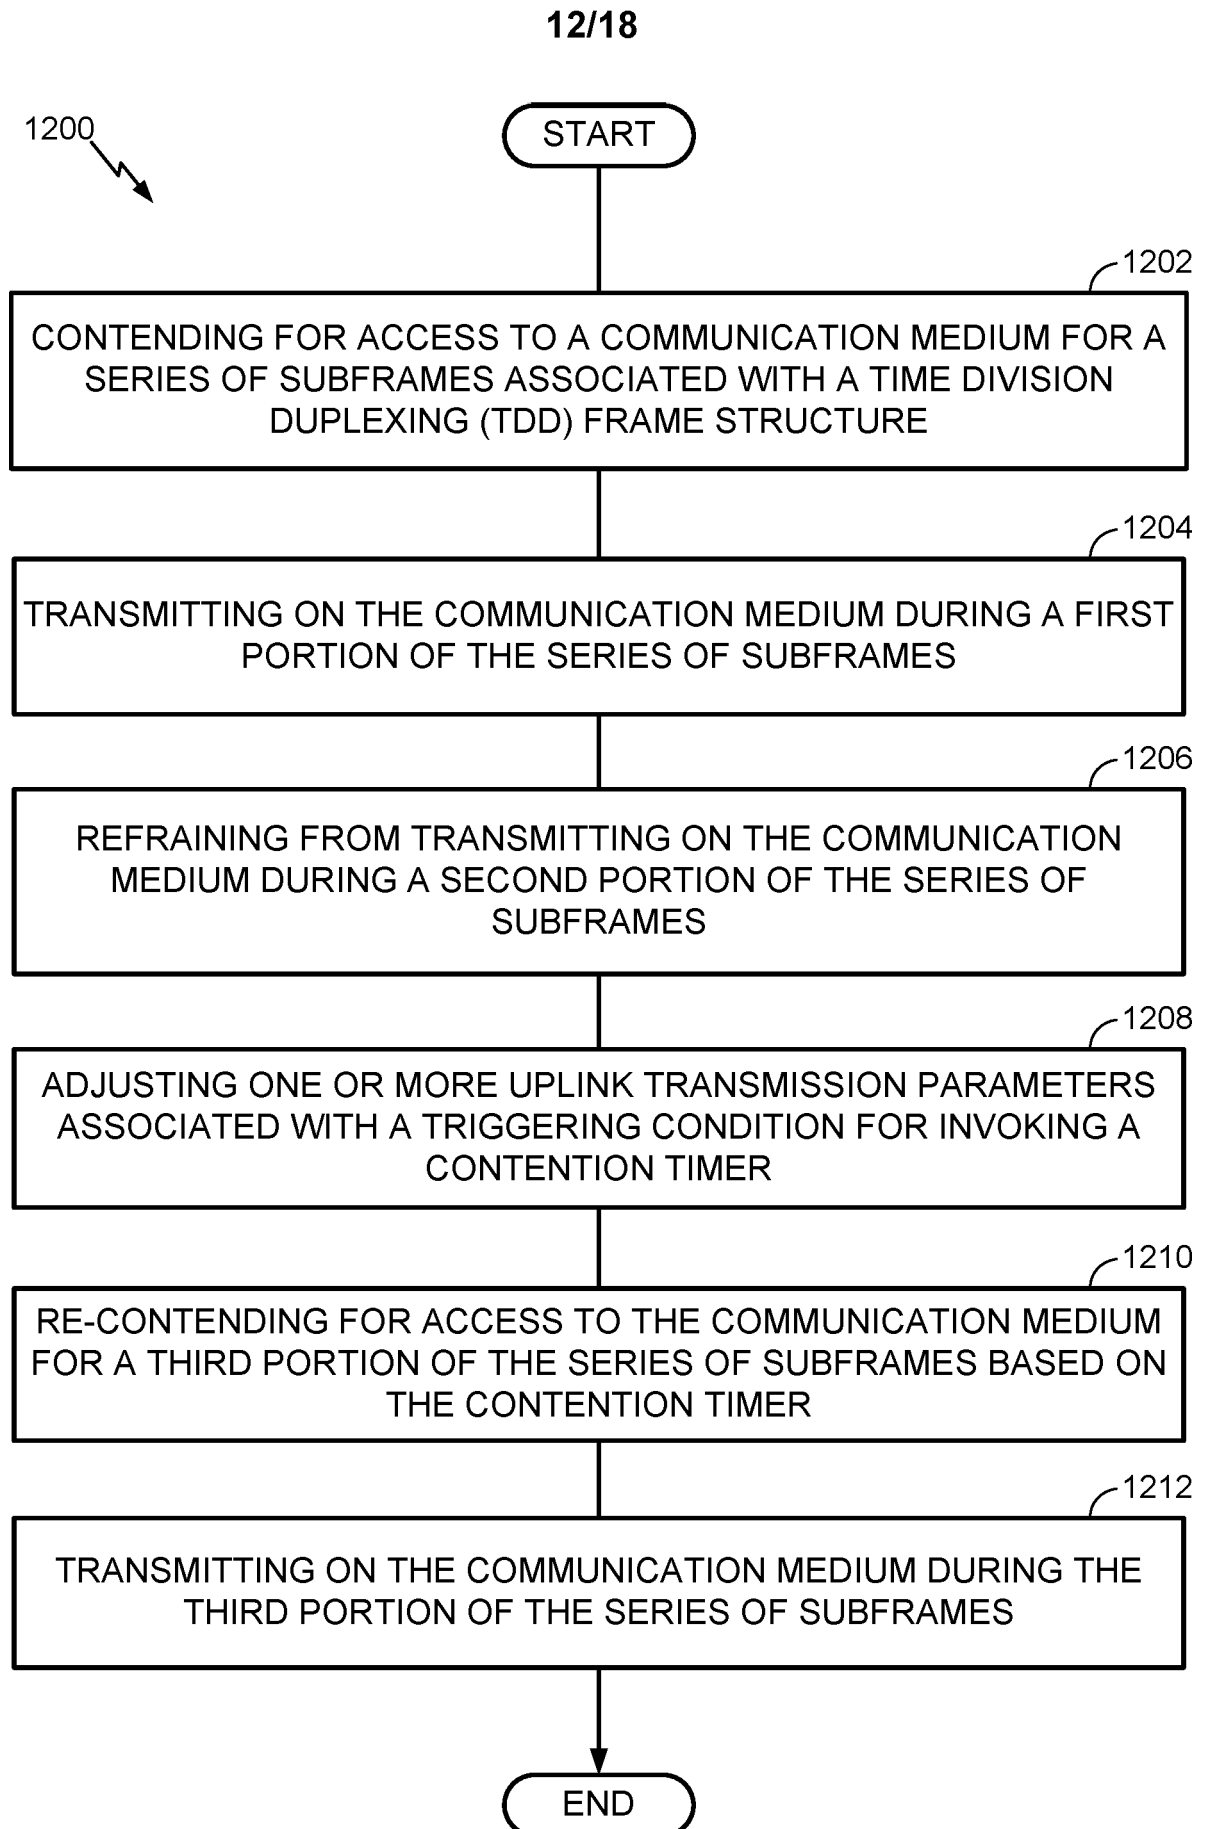 12/18
1200
START
1202
CONTENDING FOR ACCESS TO A COMMUNICATION MEDIUM FOR A
SERIES OF SUBFRAMES ASSOCIATED WITH A TIME DIVISION
DUPLEXING (TDD) FRAME STRUCTURE
1204
TRANSMITTING ON THE COMMUNICATION MEDIUM DURING A FIRST
PORTION OF THE SERIES OF SUBFRAMES
1206
REFRAINING FROM TRANSMITTING ON THE COMMUNICATION
MEDIUM DURING A SECOND PORTION OF THE SERIES OF
SUBFRAMES
1208
ADJUSTING ONE OR MORE UPLINK TRANSMISSION PARAMETERS
ASSOCIATED WITH A TRIGGERING CONDITION FOR INVOKING A
CONTENTION TIMER
1210
RE-CONTENDING FOR ACCESS TO THE COMMUNICATION MEDIUM
FOR A THIRD PORTION OF THE SERIES OF SUBFRAMES BASED ON
THE CONTENTION TIMER
1212
TRANSMITTING ON THE COMMUNICATION MEDIUM DURING THE
THIRD PORTION OF THE SERIES OF SUBFRAMES
END